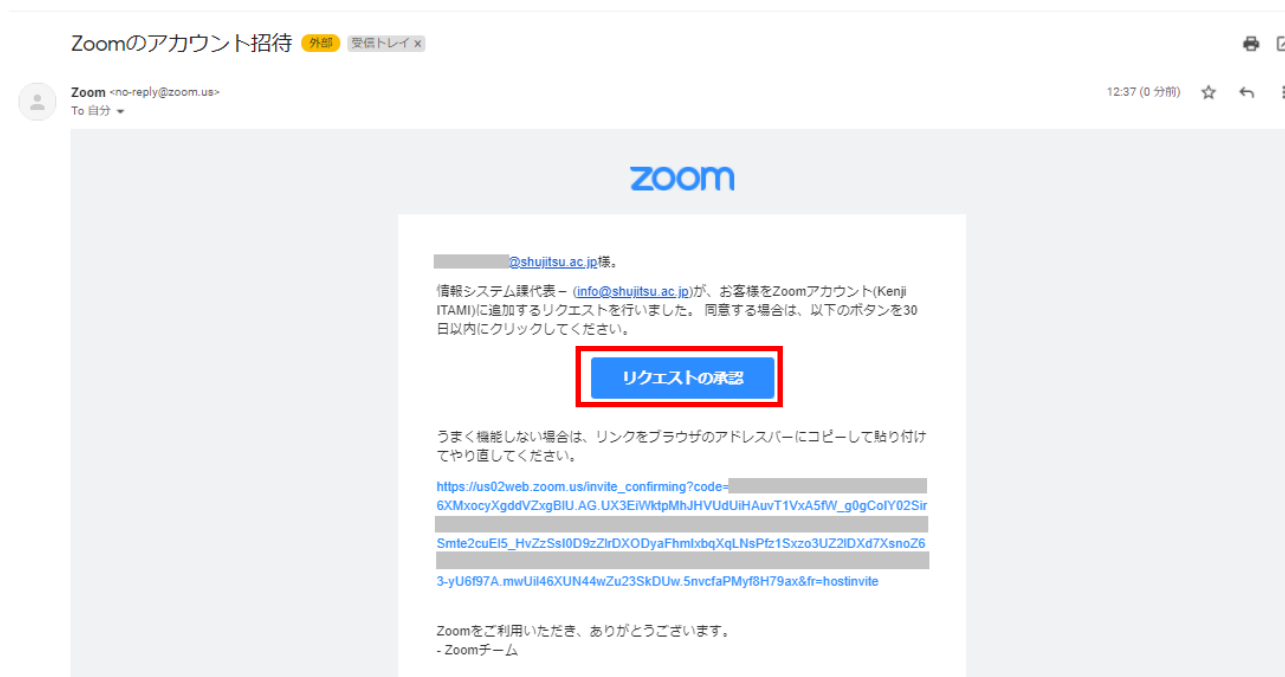 Zoomのアカウント招待 外部 受信トレイ x
Zoom <no-reply@zoom.us>
12:37 (0 分前)
To 自分
zoom
@shujitsu.ac.jp様。
情報システム課代表 – (info@shujitsu.ac.jp)が、お客様をZoomアカウント(Kenji
ITAMI)に追加するリクエストを行いました。 同意する場合は、以下のボタンを30
日以内にクリックしてください。
リクエストの承認
うまく機能しない場合は、リンクをブラウザのアドレスバーにコピーして貼り付け
てやり直してください。
https://us02web.zoom.us/invite_confirming?code=
6XMxocyXgddVZxgBIU.AG.UX3EiWktpMhJHVUdUiHAuvT1VxA5fW_g0gCoIY02Sir
Smte2cuEI5_HvZzSsI0D9zZlrDXODyaFhmIxbqXqLNsPfz1Sxzo3UZ2lDXd7XsnoZ6
3-yU6f97A.mwUil46XUN44wZu23SkDUw.5nvcfaPMyf8H79ax&fr=hostinvite
Zoomをご利用いただき、ありがとうございます。
- Zoomチーム